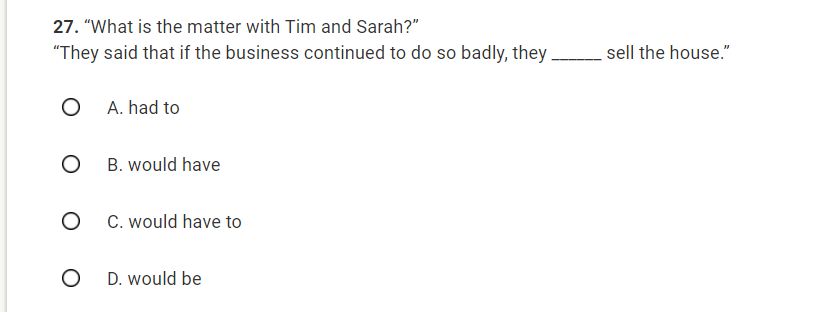 27. “What is the matter with Tim and Sarah?”
“They said that if the business continued to do so badly, they ______ sell the house.”
A. had to
B. would have
C. would have to
D. would be